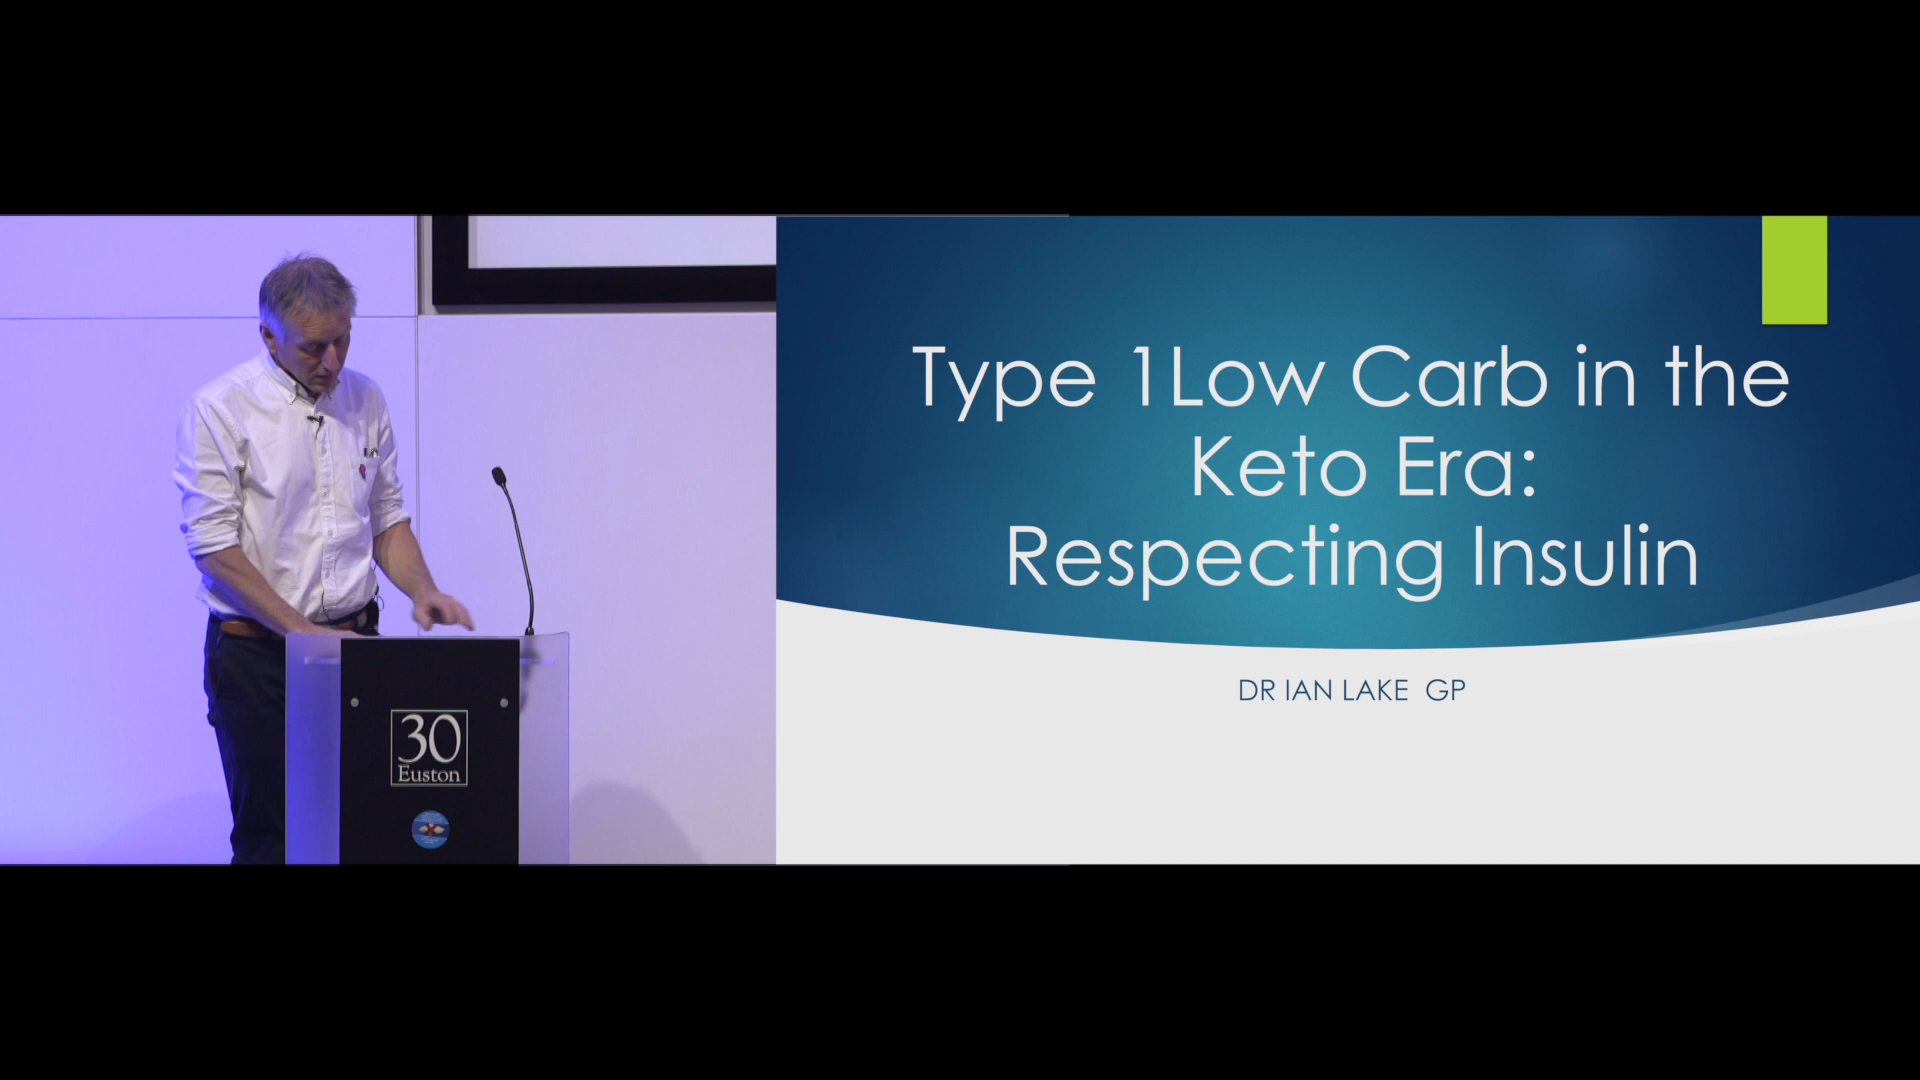 Type 1Low Carb in the
Keto Era:
Respecting Insulin
DR IAN LAKE GP
30
Euston